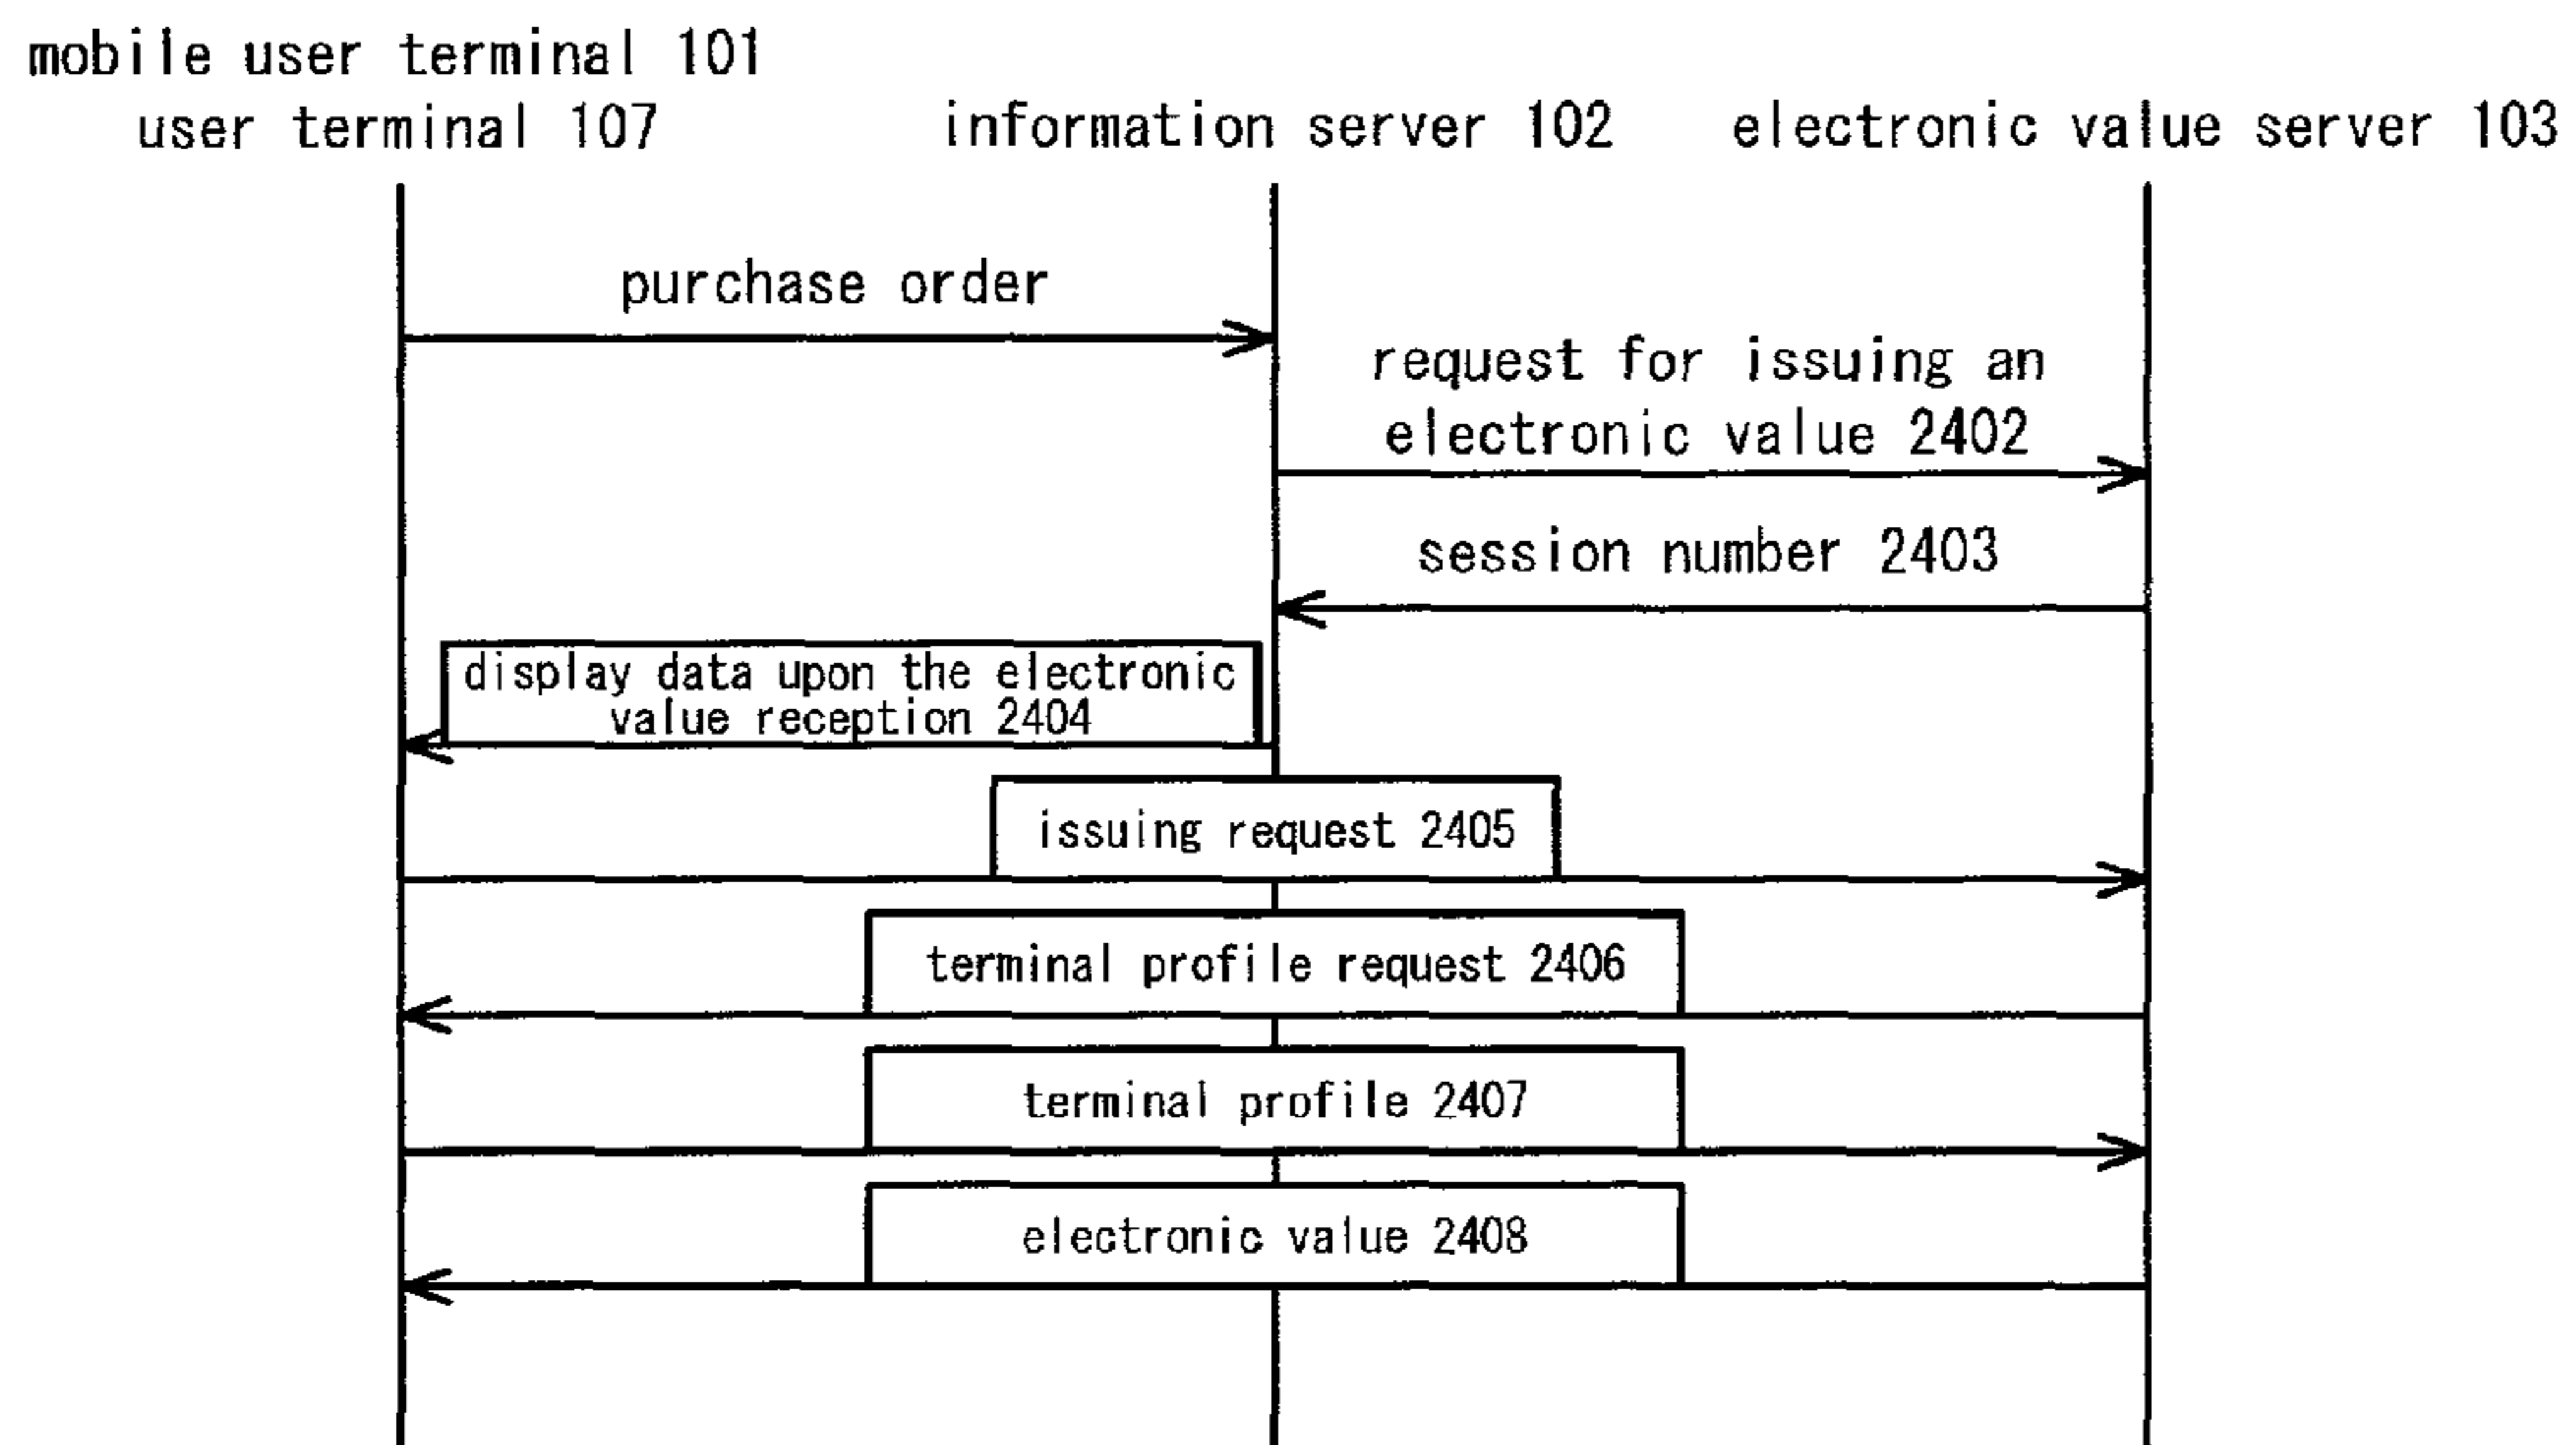 mobile user terminal 101
user terminal 107
information server 102
electronic value server 103
purchase order
request for issuing an
electronic value 2402
session number 2403
display data upon the electronic
value reception 2404
issuing request 2405
terminal profile request 2406
terminal profile 2407
electronic value 2408